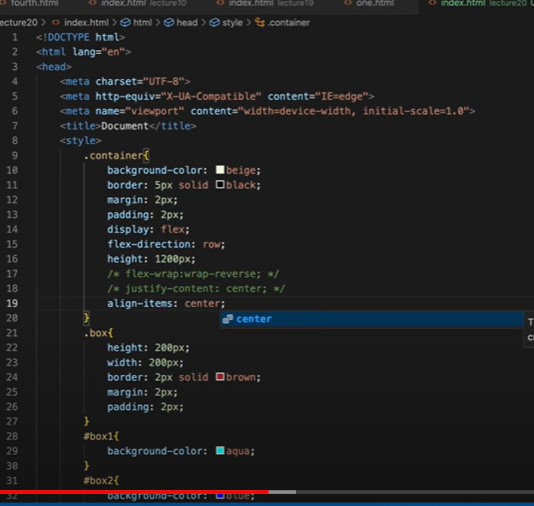 fourth.html index.html lecture10 index.html lecture19 one.html index.html lecture20
ecture20 > index.html > html > head > style > .container
1 <!DOCTYPE html>
2 <html lang="en">
3 <head>
4 <meta charset="UTF-8">
5 <meta http-equiv="X-UA-Compatible" content="IE=edge">
6 <meta name="viewport" content="width=device-width, initial-scale=1.0">
7 <title>Document</title>
8 <style>
9 .container{
10 background-color: beige;
11 border: 5px solid black;
12 margin: 2px;
13 padding: 2px;
14 display: flex;
15 flex-direction: row;
16 height: 1200px;
17 /* flex-wrap:wrap-reverse; */
18 /* justify-content: center; */
19 align-items: center;
20 }
center
21 .box{
22 height: 200px;
23 width: 200px;
24 border: 2px solid brown;
25 margin: 2px;
26 padding: 2px;
27 }
28 #box1{
29 background-color: aqua;
30 }
31 #box2{
32 background-color: blue;